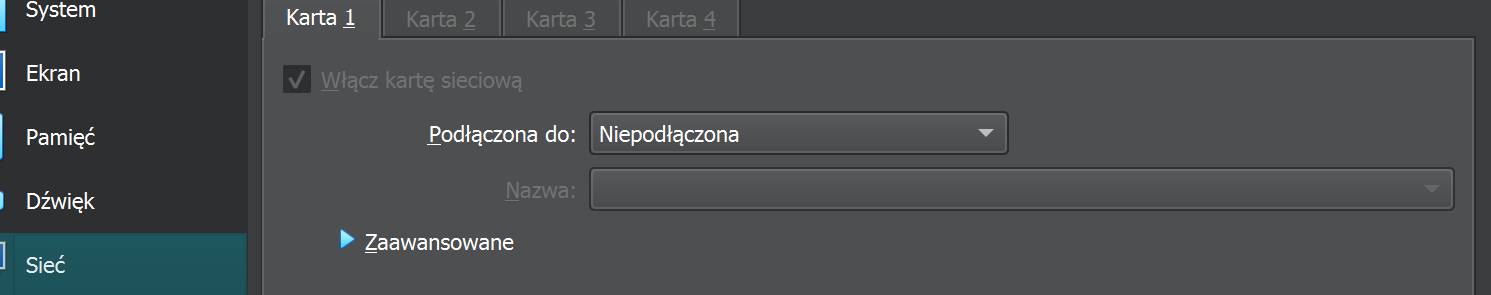 System
Ekran
Pamięć
Dźwięk
Sieć
Karta 1 Karta 2 Karta 3 Karta 4
Włącz kartę sieciową
Podłączona do: Niepodłączona
Nazwa:
Zaawansowane